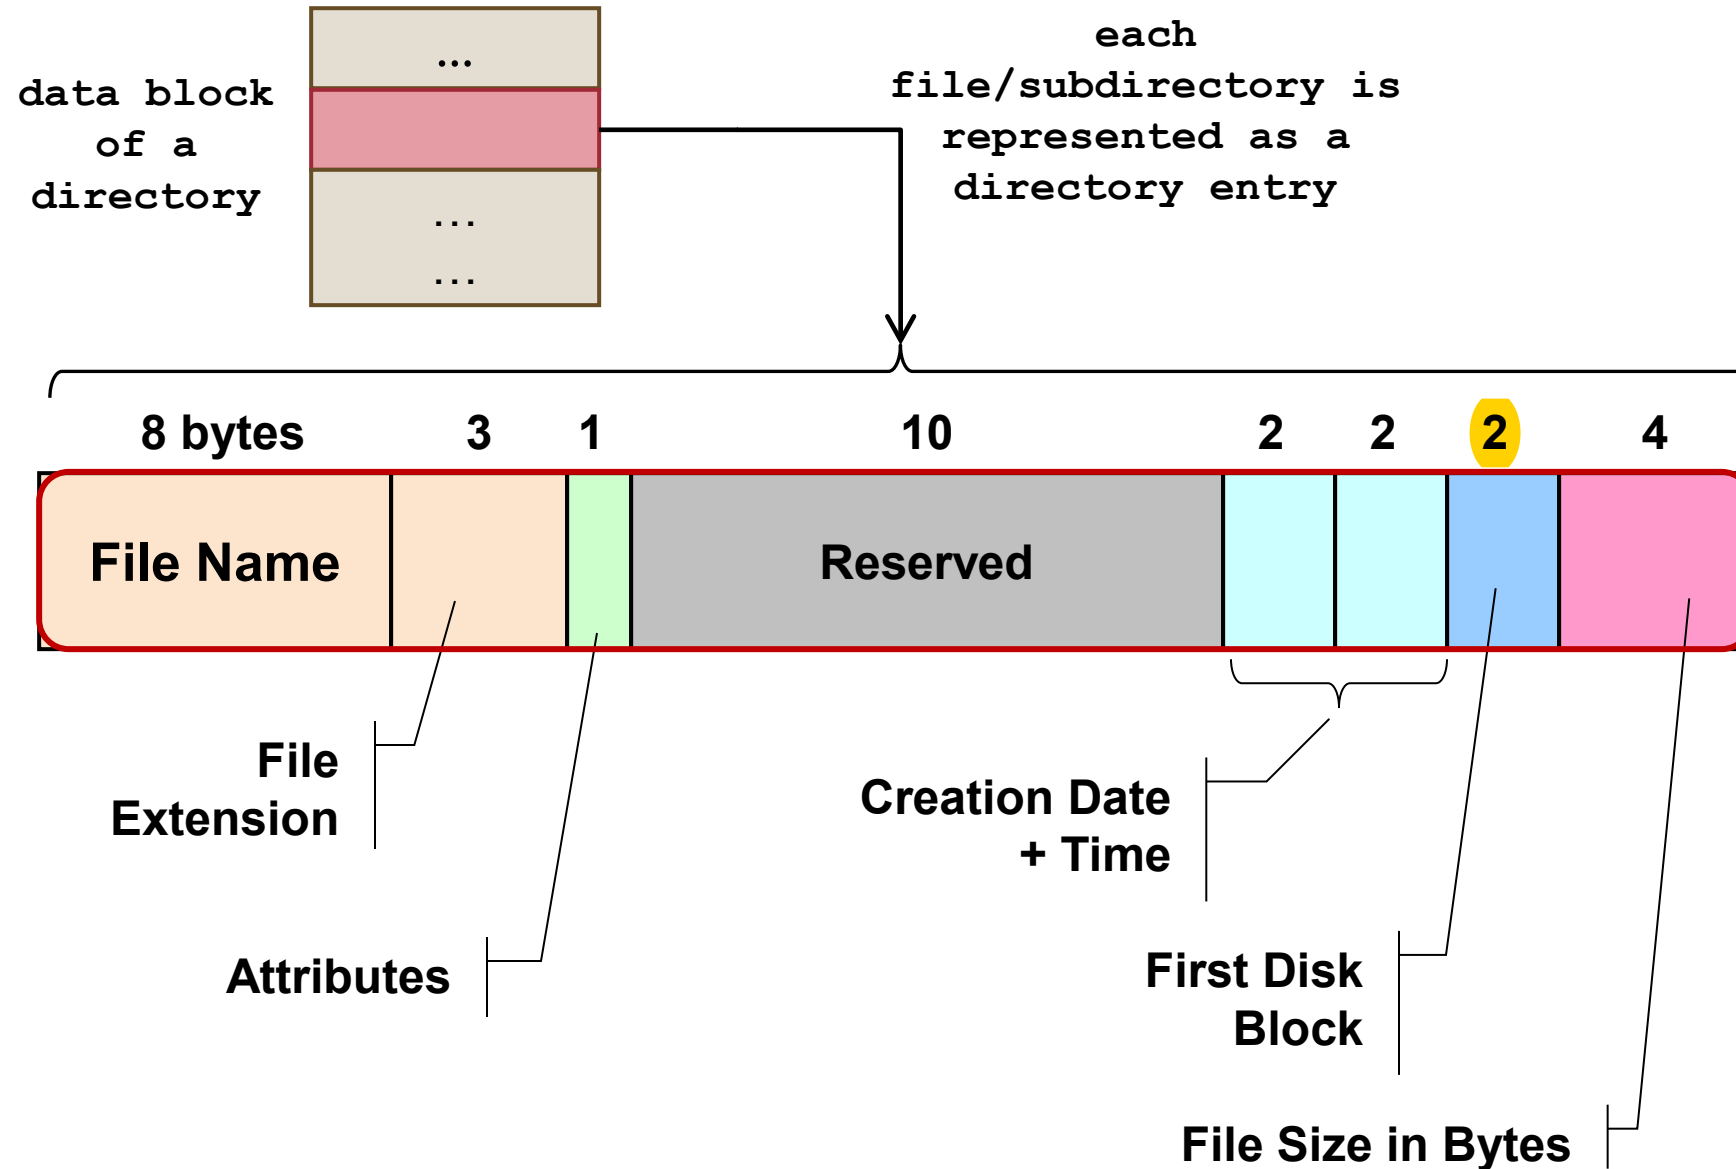 ...
data block
of a
directory
...
...
each
file/subdirectory is
represented as a
directory entry
8 bytes 3 1 10 2 2 2 4
File Name Reserved
File
Extension
Attributes
Creation Date
+ Time
First Disk
Block
File Size in Bytes